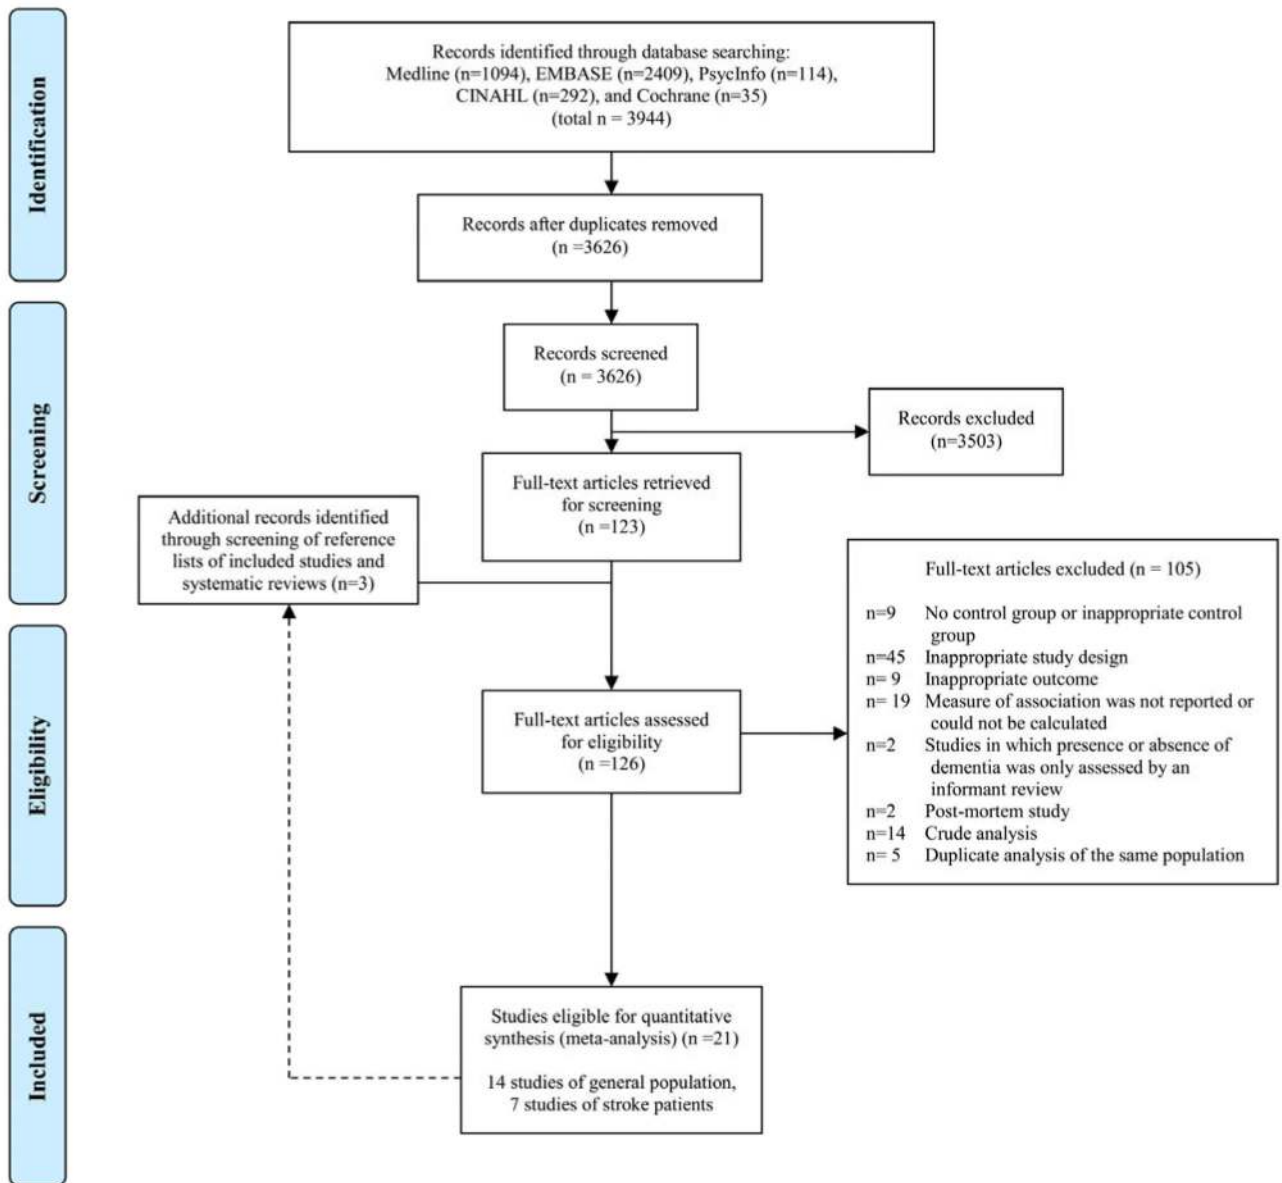 Identification
Records identified through database searching:
Medline (n=1094), EMBASE (n=2409), PsycInfo (n=114),
CINAHL (n=292), and Cochrane (n=35)
(total n = 3944)
Records after duplicates removed
(n =3626)
Screening
Records screened
(n = 3626)
Records excluded
(n=3503)
Full-text articles retrieved
for screening
(n =123)
Additional records identified
through screening of reference
lists of included studies and
systematic reviews (n=3)
Eligibility
Full-text articles assessed
for eligibility
(n =126)
Full-text articles excluded (n = 105)
n=9 No control group or inappropriate control
group
n=45 Inappropriate study design
n= 9 Inappropriate outcome
n= 19 Measure of association was not reported or
could not be calculated
n=2 Studies in which presence or absence of
dementia was only assessed by an
informant review
n=2 Post-mortem study
n=14 Crude analysis
n= 5 Duplicate analysis of the same population
Included
Studies eligible for quantitative
synthesis (meta-analysis) (n =21)
14 studies of general population,
7 studies of stroke patients